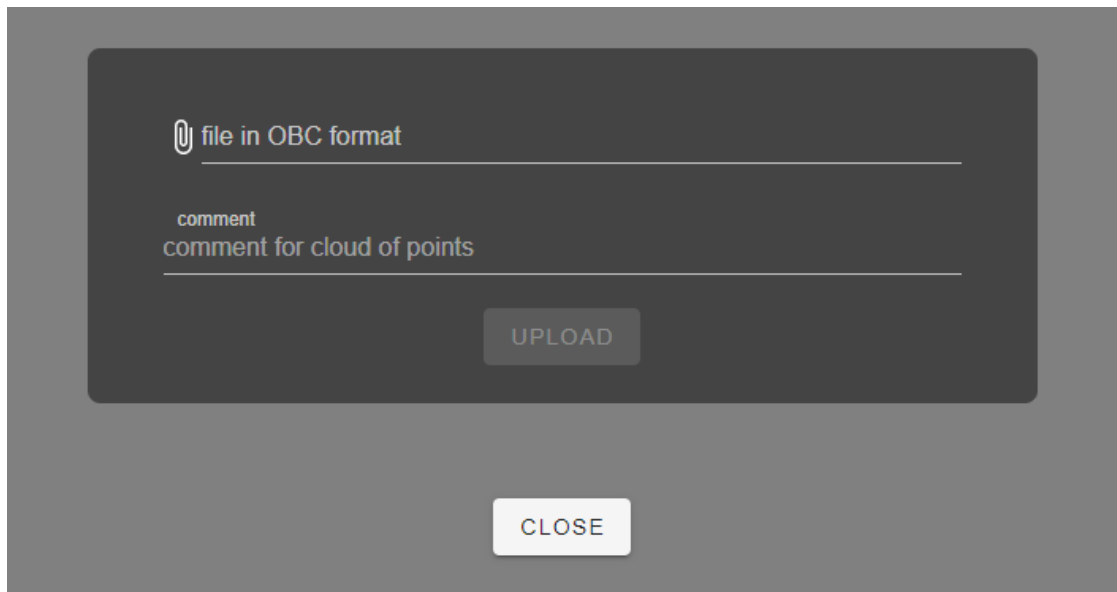 file in OBC format
comment
comment for cloud of points
UPLOAD
CLOSE